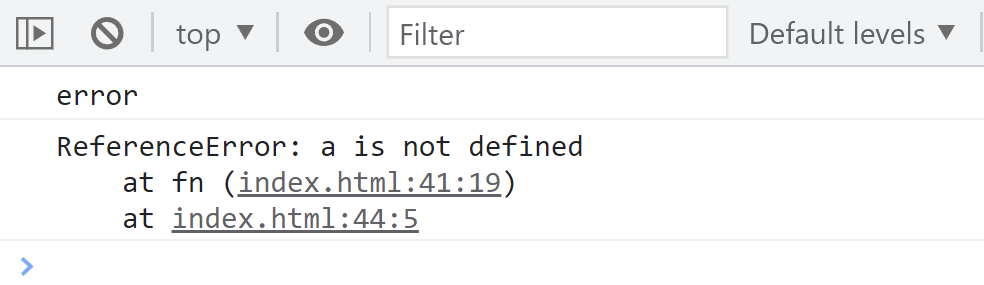 top ▼ Filter Default levels ▼
error
ReferenceError: a is not defined
    at fn (index.html:41:19)
    at index.html:44:5